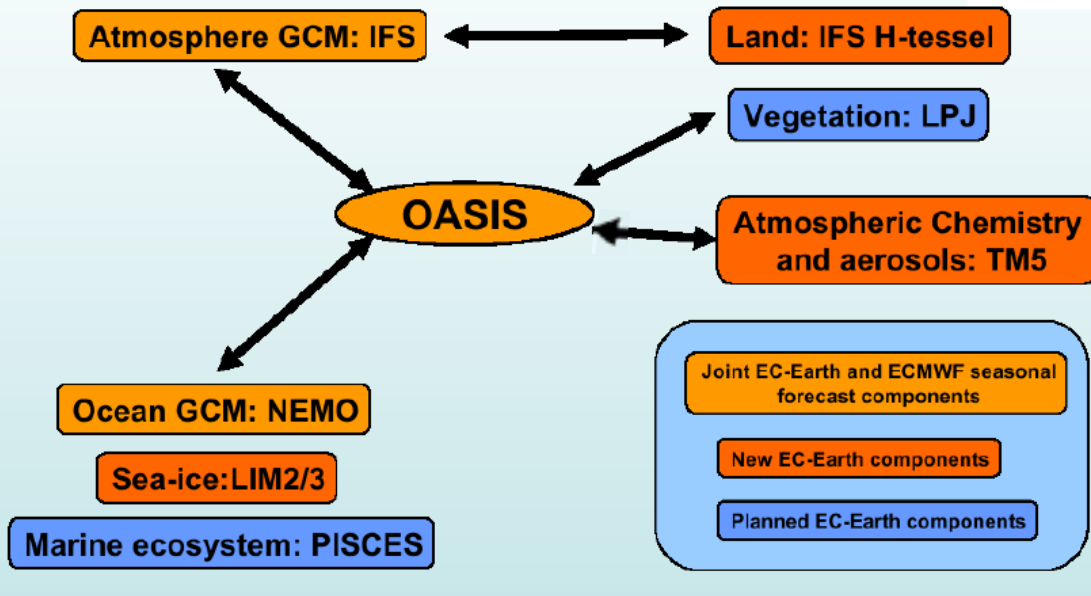 Atmosphere GCM: IFS
Land: IFS H-tessel
Vegetation: LPJ
OASIS
Atmospheric Chemistry
and aerosols: TM5
Joint EC-Earth and ECMWF seasonal
forecast components
Ocean GCM: NEMO
New EC-Earth components
Sea-ice:LIM2/3
Planned EC-Earth components
Marine ecosystem: PISCES